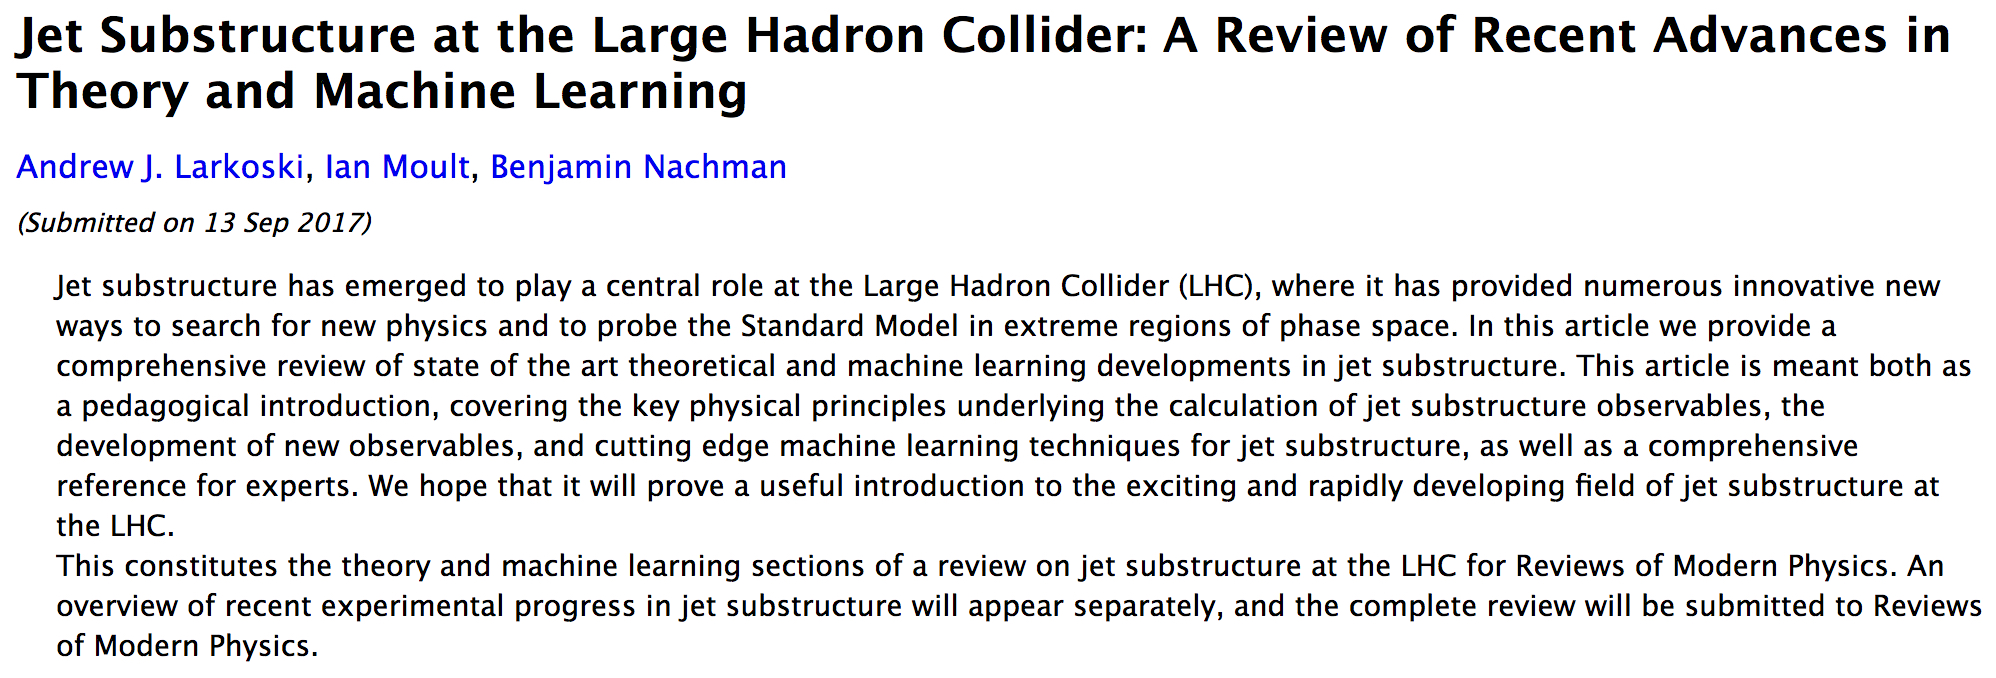 Jet Substructure at the Large Hadron Collider: A Review of Recent Advances in
Theory and Machine Learning
Andrew J. Larkoski, Ian Moult, Benjamin Nachman
(Submitted on 13 Sep 2017)
Jet substructure has emerged to play a central role at the Large Hadron Collider (LHC), where it has provided numerous innovative new
ways to search for new physics and to probe the Standard Model in extreme regions of phase space. In this article we provide a
comprehensive review of state of the art theoretical and machine learning developments in jet substructure. This article is meant both as
a pedagogical introduction, covering the key physical principles underlying the calculation of jet substructure observables, the
development of new observables, and cutting edge machine learning techniques for jet substructure, as well as a comprehensive
reference for experts. We hope that it will prove a useful introduction to the exciting and rapidly developing field of jet substructure at
the LHC.
This constitutes the theory and machine learning sections of a review on jet substructure at the LHC for Reviews of Modern Physics. An
overview of recent experimental progress in jet substructure will appear separately, and the complete review will be submitted to Reviews
of Modern Physics.